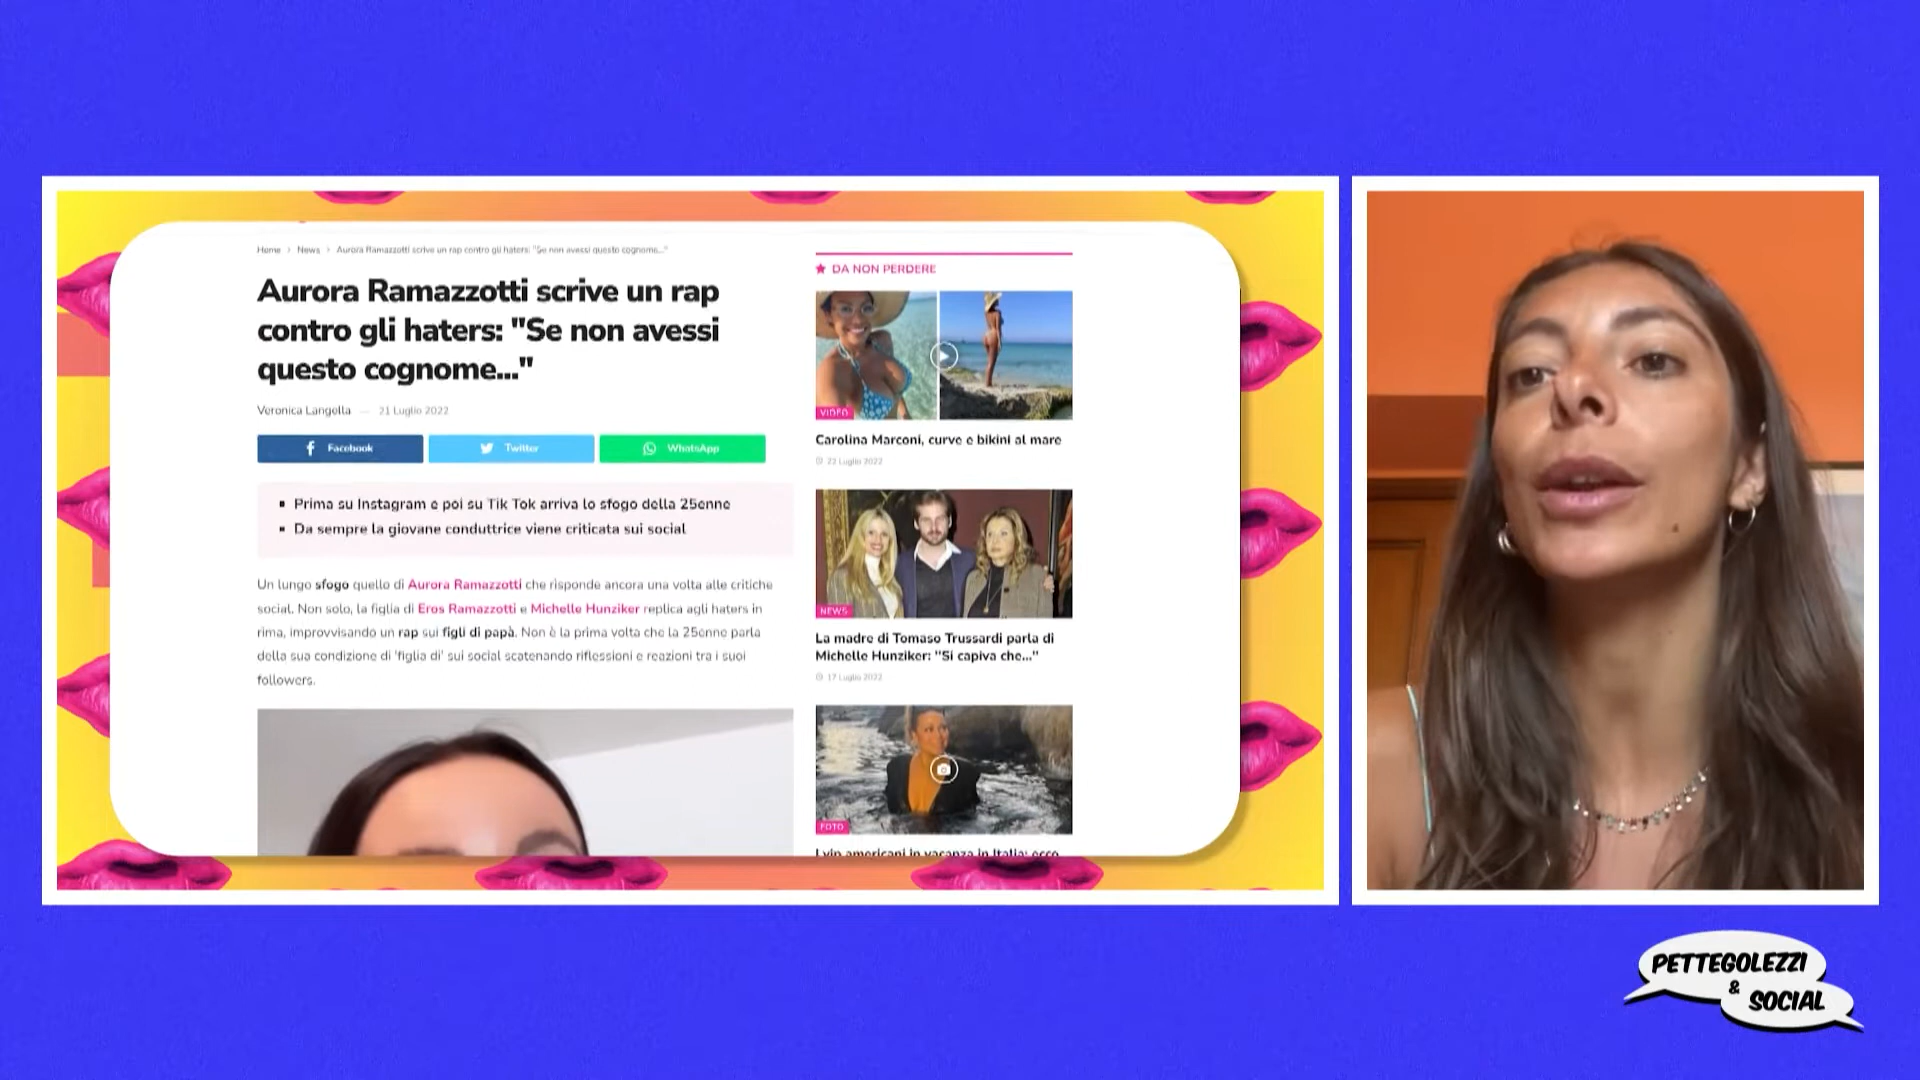 Home > News > Aurora Ramazzotti scrive un rap contro gli haters: "Se non avessi questo cognome..."
Aurora Ramazzotti scrive un rap
contro gli haters: "Se non avessi
questo cognome..."
Veronica Langella — 21 Luglio 2022
Facebook
Twitter
WhatsApp
Prima su Instagram e poi su Tik Tok arriva lo sfogo della 25enne
Da sempre la giovane conduttrice viene criticata sui social
Un lungo sfogo quello di Aurora Ramazzotti che risponde ancora una volta alle critiche
social. Non solo, la figlia di Eros Ramazzotti e Michelle Hunziker replica agli haters in
rima, improvvisando un rap sui figli di papà. Non è la prima volta che la 25enne parla
della sua condizione di 'figlia di' sui social scatenando riflessioni e reazioni tra i suoi
followers.
DA NON PERDERE
VIDEO
Carolina Marconi, curve e bikini al mare
22 Luglio 2022
NEWS
La madre di Tomaso Trussardi parla di
Michelle Hunziker: "Si capiva che..."
17 Luglio 2022
FOTO
I vip americani in vacanza in Italia: ecco
PETTEGOLEZZI
&
SOCIAL